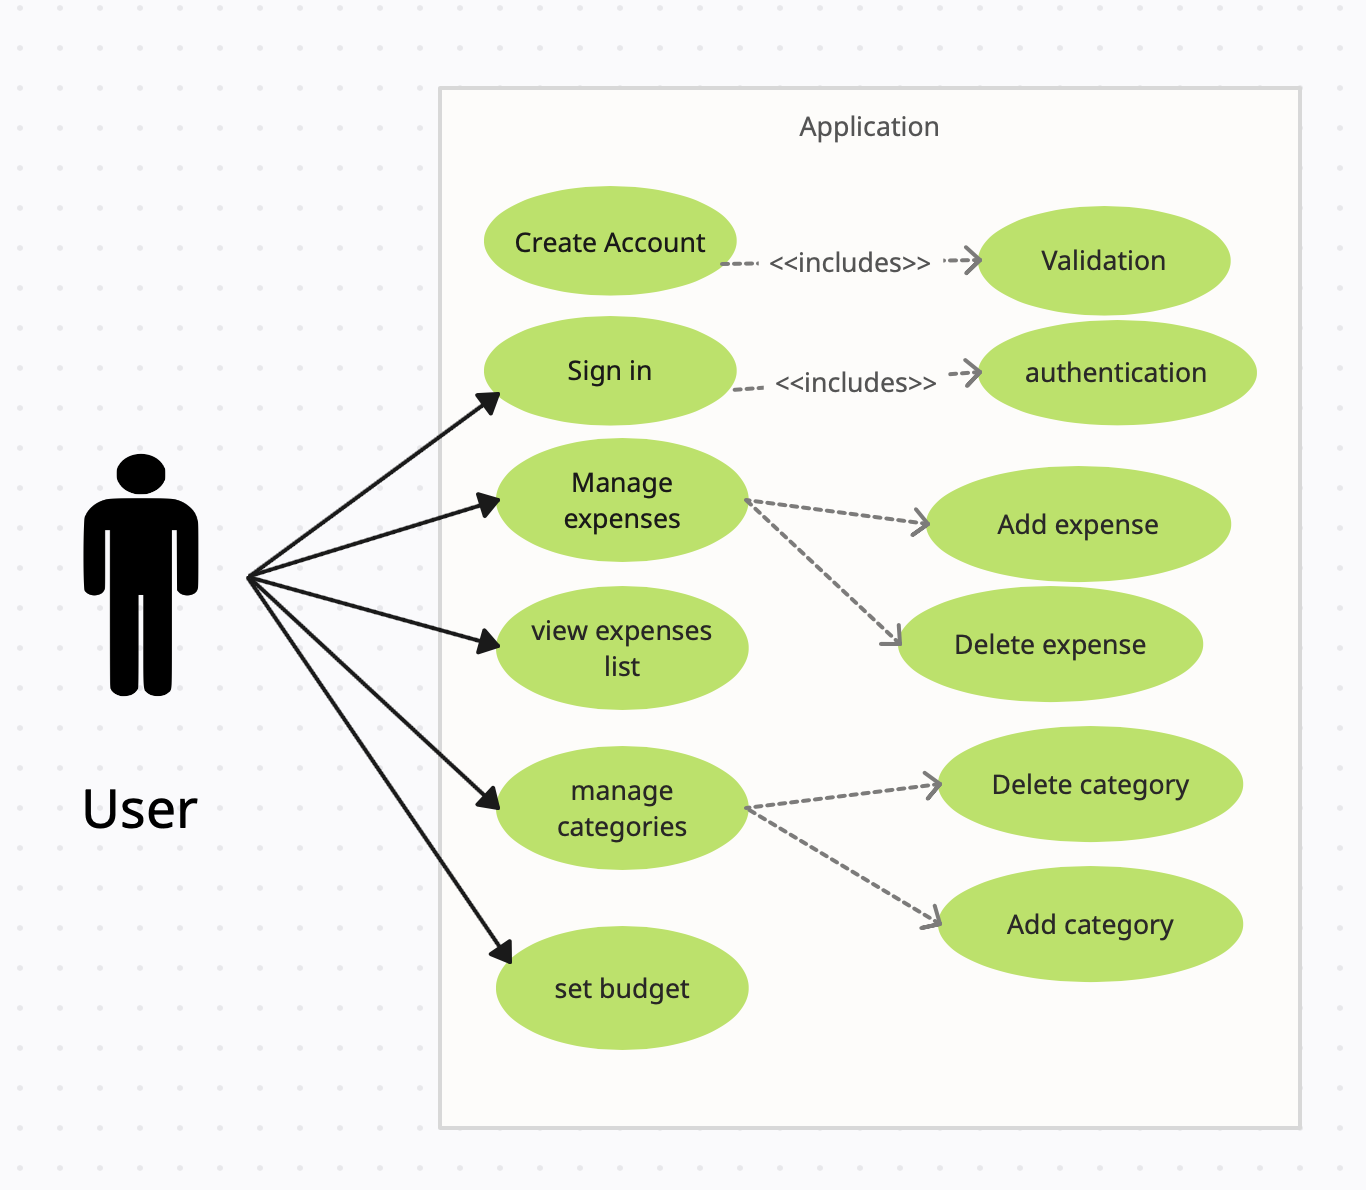 Application
Create Account
<<includes>>
Validation
Sign in
<<includes>>
authentication
Manage
expenses
Add expense
view expenses
list
Delete expense
manage
categories
Delete category
Add category
set budget
User